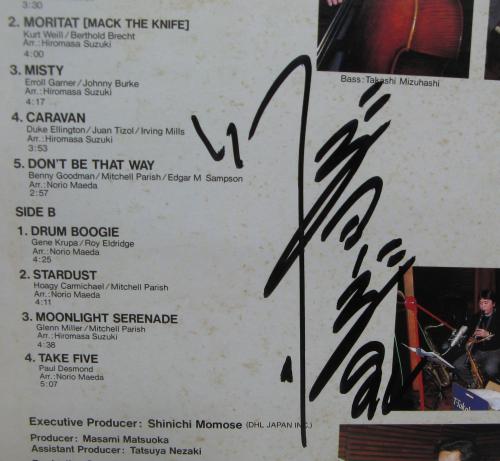 3:30
2. MORITAT [MACK THE KNIFE]
Kurt Weill/Berthold Brecht
Arr.:Hiromasa Suzuki
4:00
3. MISTY
Erroll Garner/Johnny Burke
Arr.:Hiromasa Suzuki
4:17
4. CARAVAN
Duke Ellington/Juan Tizol/Irving Mills
Arr.:Hiromasa Suzuki
3:53
5. DON'T BE THAT WAY
Benny Goodman/Mitchell Parish/Edgar M Sampson
Arr.:Norio Maeda
2:57
SIDE B
1. DRUM BOOGIE
Gene Krupa/Roy Eldridge
Arr.:Norio Maeda
4:25
2. STARDUST
Hoagy Carmichael/Mitchell Parish
Arr.:Norio Maeda
4:11
3. MOONLIGHT SERENADE
Glenn Miller/Mitchell Parish
Arr.:Hiromasa Suzuki
4:38
4. TAKE FIVE
Paul Desmond
Arr.:Norio Maeda
5:07
Bass:Takashi Mizuhashi
Executive Producer: Shinichi Momose (DHL JAPAN INC.)
Producer: Masami Matsuoka
Assistant Producer: Tatsuya Nezaki